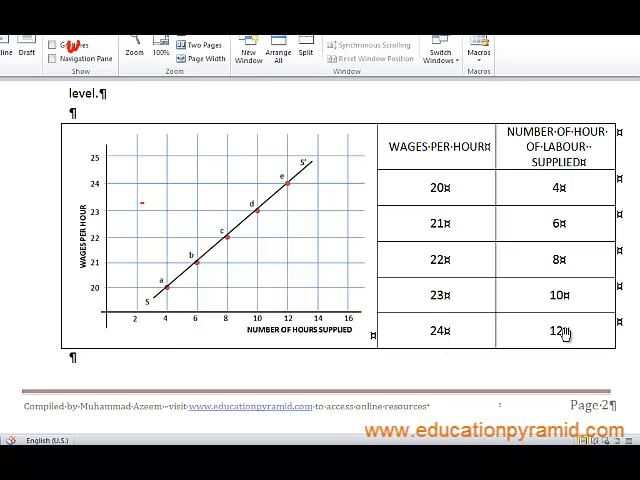 Draft
Gridlines
Navigation Pane
Show
Zoom
100%
Two Pages
Page Width
Zoom
New Window
Arrange All
Split
Synchronous Scrolling
Reset Window Position
Window
Switch Windows
Macros
Macros
w
level.¶
¶
25
24
23
22
21
20
WAGES PER HOUR
S'
e
d
c
b
a
S
2 4 6 8 10 12 14 16
NUMBER OF HOURS SUPPLIED
WAGES·PER·HOUR¤ NUMBER·OF·HOUR·OF·LABOUR··SUPPLIED¤
20¤ 4¤
21¤ 6¤
22¤ 8¤
23¤ 10¤
24¤ 12¤
¶
Compiled·by·Muhammad·Azeem··visit·www.educationpyramid.com·to·access·online·resources Page·2¶
www.educationpyramid.com
English (U.S.)